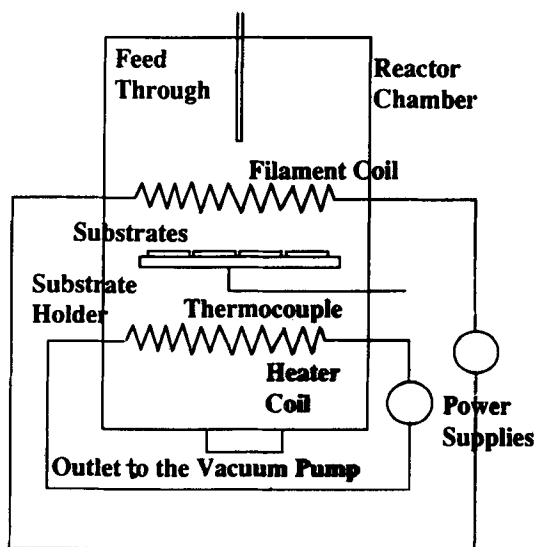 Feed
Through
Reactor
Chamber
Filament Coil
Substrates
Substrate
Holder
Thermocouple
Heater
Coil
Power
Supplies
Outlet to the Vacuum Pump